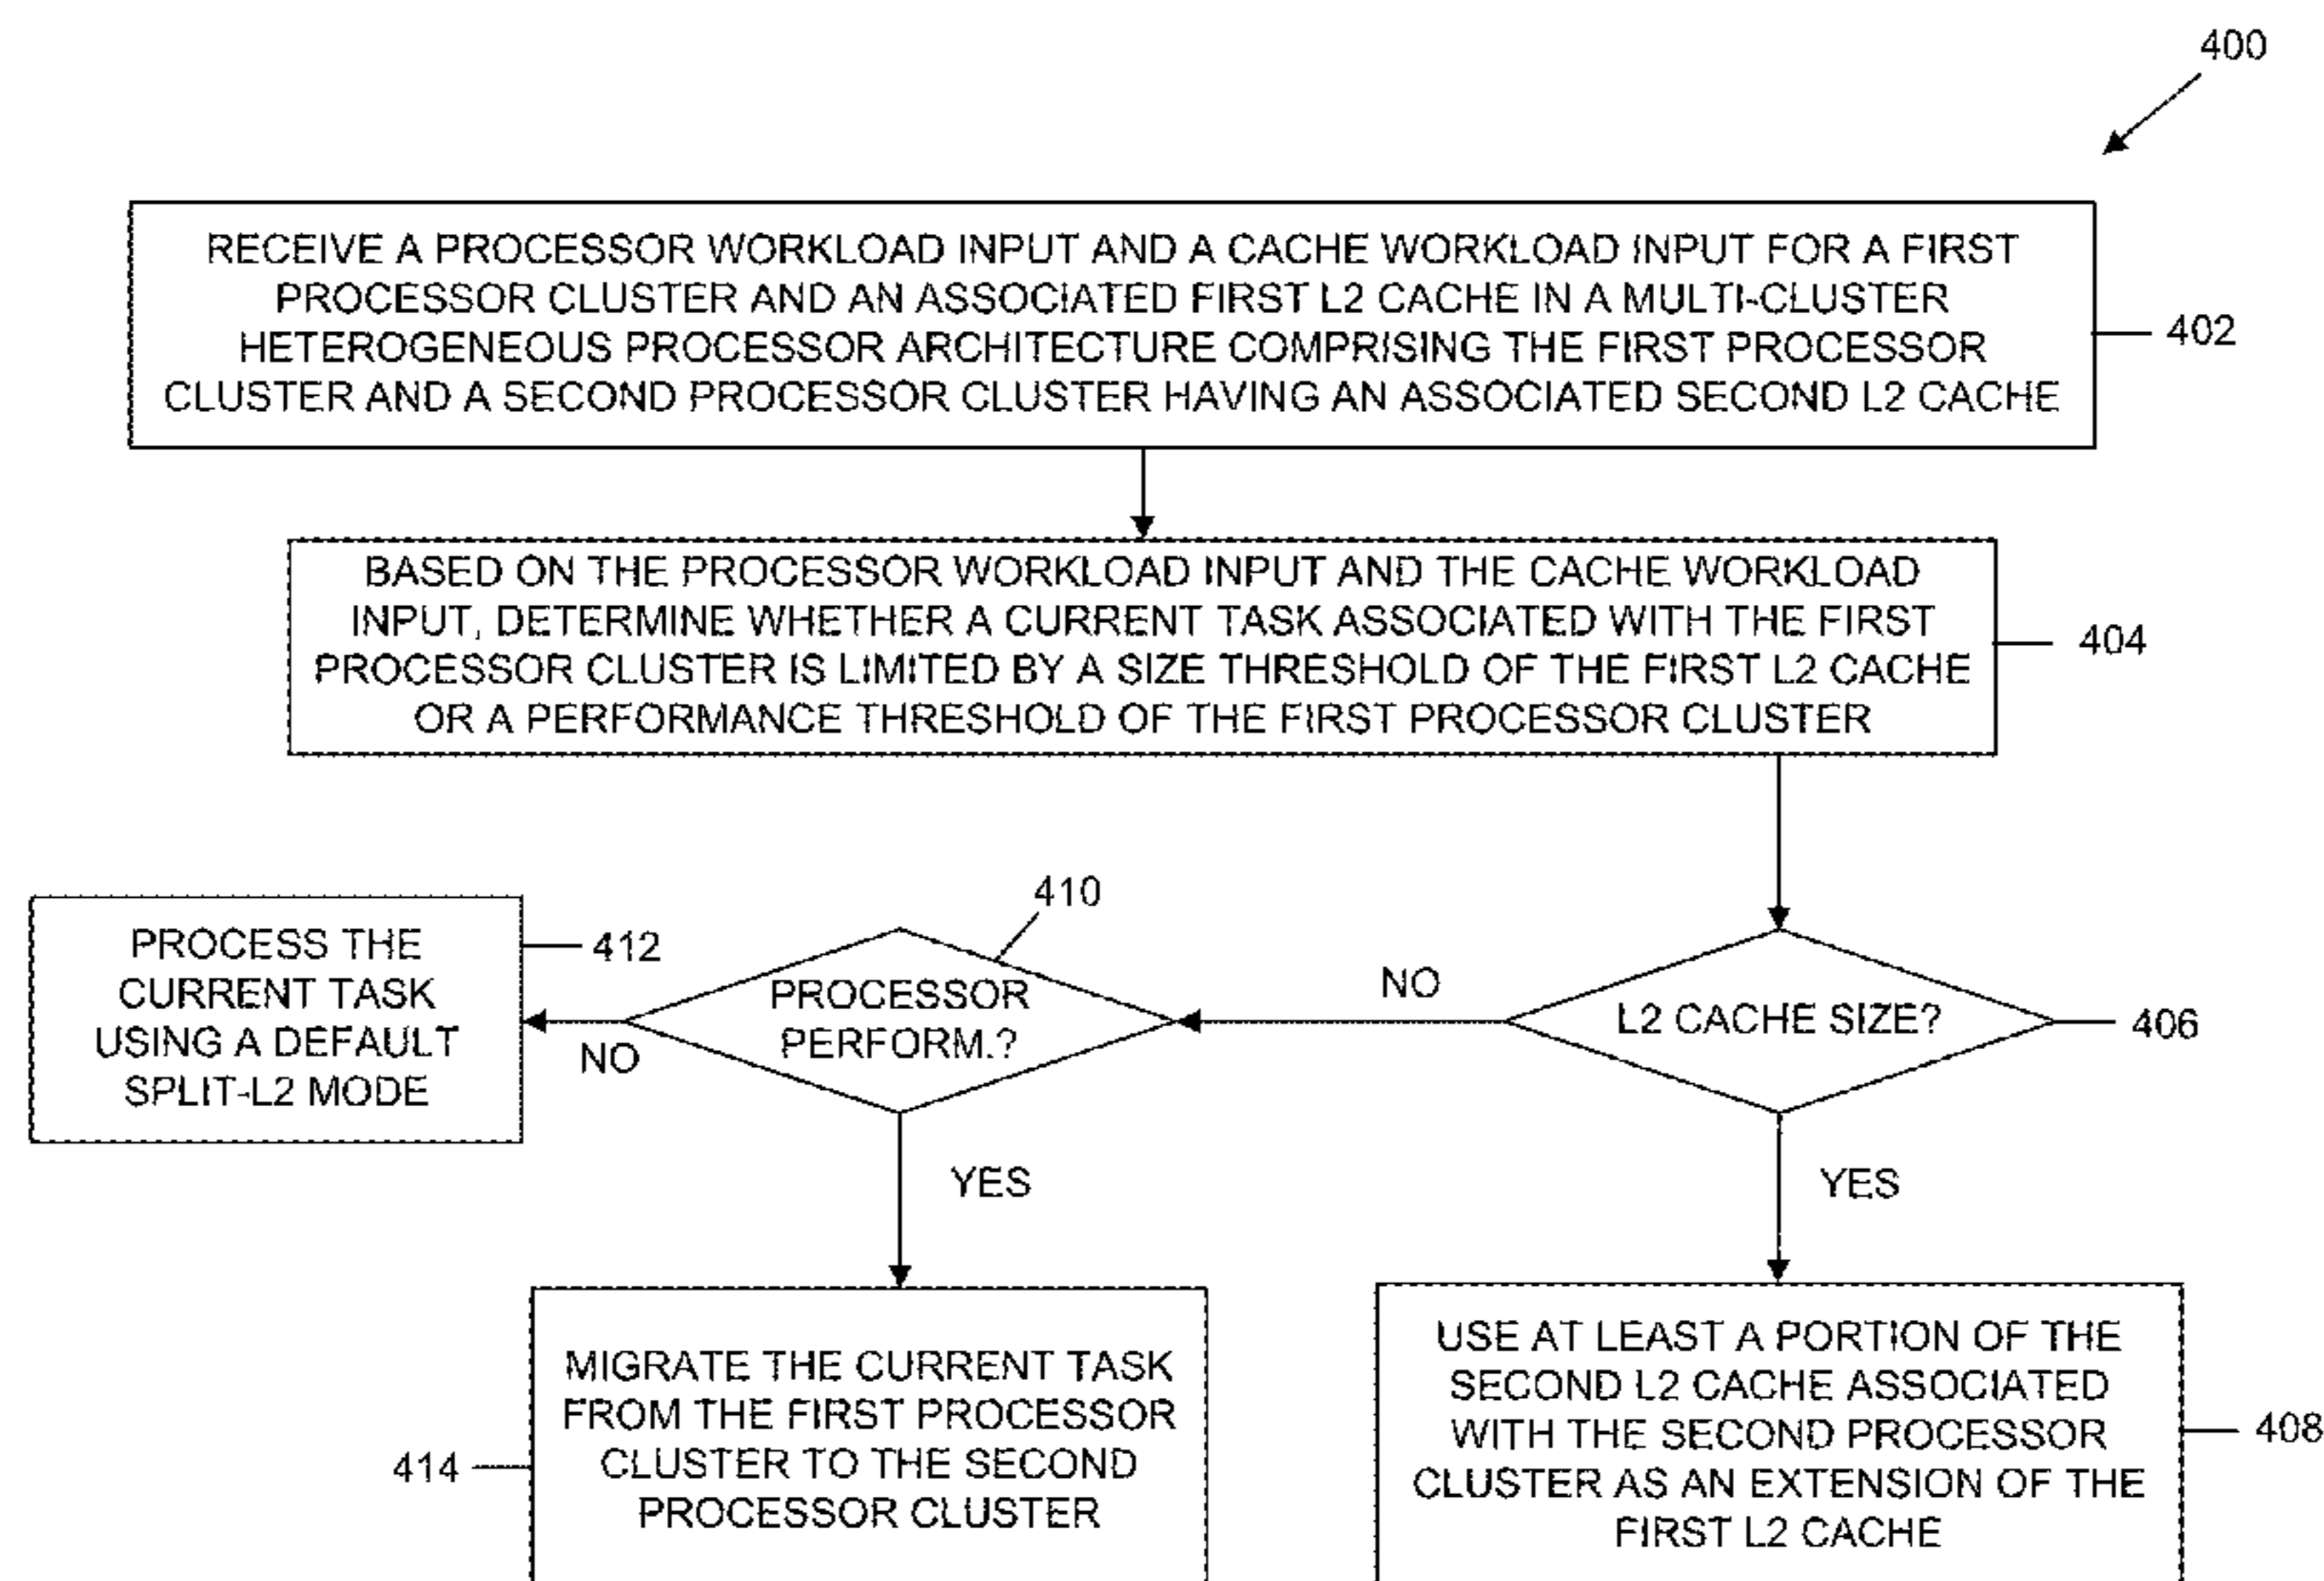 400
RECEIVE A PROCESSOR WORKLOAD INPUT AND A CACHE WORKLOAD INPUT FOR A FIRST
PROCESSOR CLUSTER AND AN ASSOCIATED FIRST L2 CACHE IN A MULTI-CLUSTER
HETEROGENEOUS PROCESSOR ARCHITECTURE COMPRISING THE FIRST PROCESSOR
CLUSTER AND A SECOND PROCESSOR CLUSTER HAVING AN ASSOCIATED SECOND L2 CACHE
402
BASED ON THE PROCESSOR WORKLOAD INPUT AND THE CACHE WORKLOAD
INPUT, DETERMINE WHETHER A CURRENT TASK ASSOCIATED WITH THE FIRST
PROCESSOR CLUSTER IS LIMITED BY A SIZE THRESHOLD OF THE FIRST L2 CACHE
OR A PERFORMANCE THRESHOLD OF THE FIRST PROCESSOR CLUSTER
404
L2 CACHE SIZE?
406
NO
YES
410
PROCESSOR
PERFORM.?
NO
YES
PROCESS THE
CURRENT TASK
USING A DEFAULT
SPLIT-L2 MODE
412
MIGRATE THE CURRENT TASK
FROM THE FIRST PROCESSOR
CLUSTER TO THE SECOND
PROCESSOR CLUSTER
414
USE AT LEAST A PORTION OF THE
SECOND L2 CACHE ASSOCIATED
WITH THE SECOND PROCESSOR
CLUSTER AS AN EXTENSION OF THE
FIRST L2 CACHE
408